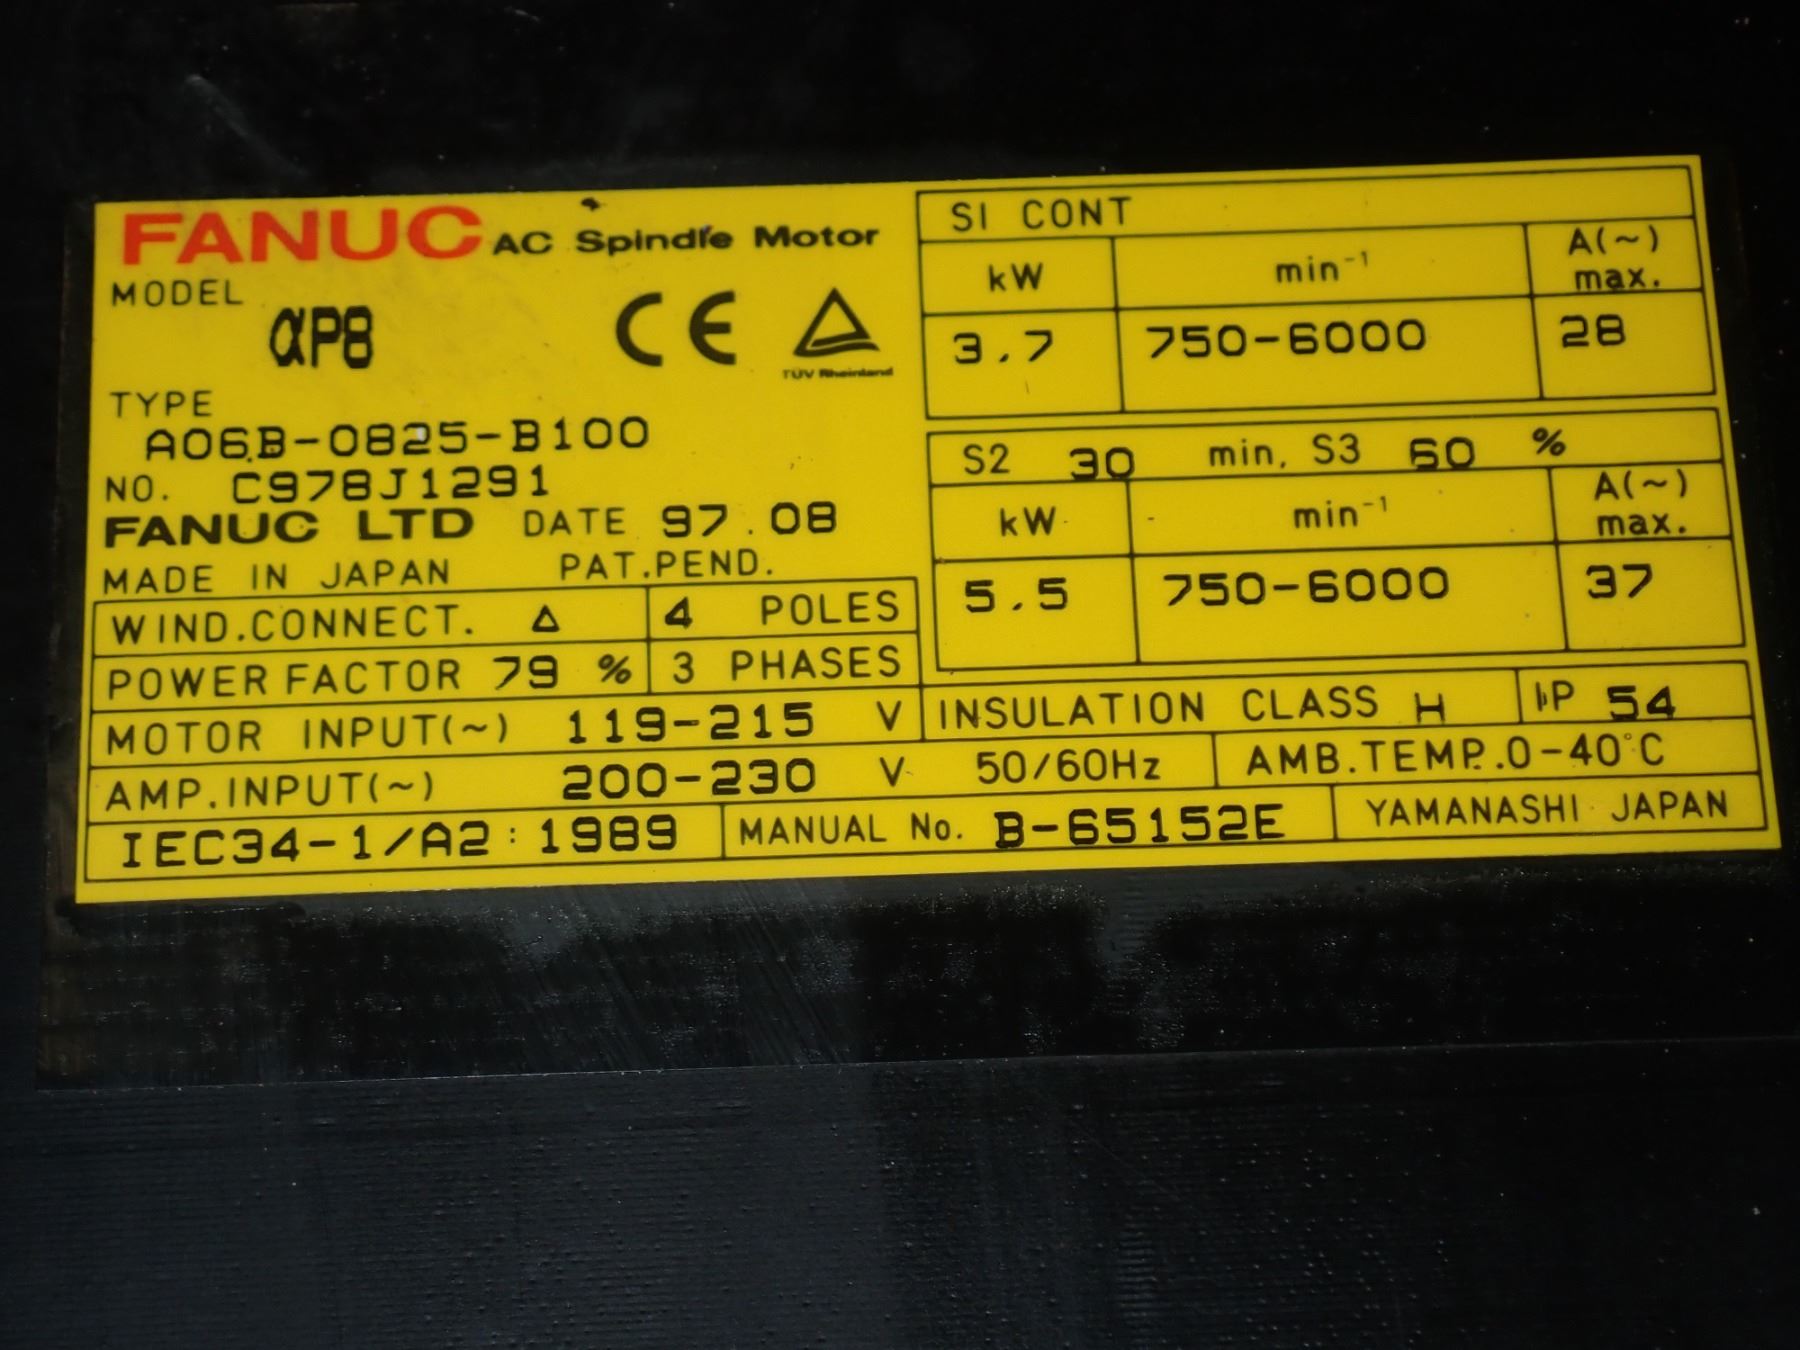 FANUC AC Spindle Motor
MODEL
αP8
CE
TÜV Rheinland
TYPE
A06B-0825-B100
NO. C978J1291
FANUC LTD DATE 97.08
MADE IN JAPAN PAT.PEND.
WIND.CONNECT. Δ 4 POLES
POWER FACTOR 79 % 3 PHASES
MOTOR INPUT(~) 119-215 V
AMP.INPUT(~) 200-230 V 50/60Hz
IEC34-1/A2:1989
S1 CONT
kW min⁻¹ A(~) max.
3.7 750-6000 28
S2 30 min, S3 60 %
kW min⁻¹ A(~) max.
5.5 750-6000 37
INSULATION CLASS H IP 54
AMB.TEMP.0-40°C
MANUAL No. B-65152E YAMANASHI JAPAN